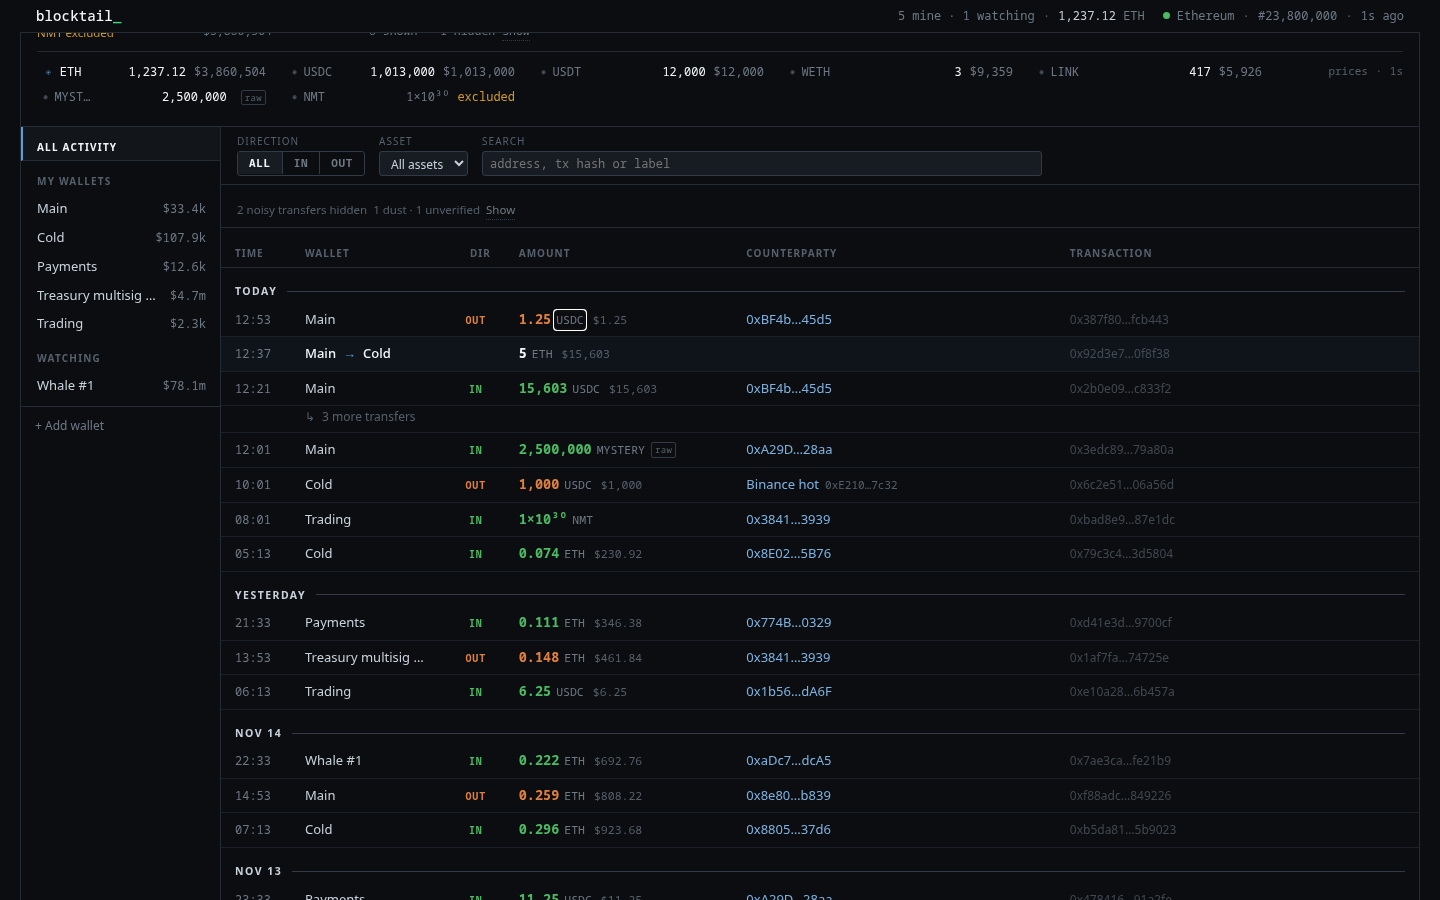 blocktail_
5 mine · 1 watching · 1,237.12 ETH Ethereum · #23,800,000 · 1s ago
NMT excluded
ETH 1,237.12 $3,860,504 USDC 1,013,000 $1,013,000 USDT 12,000 $12,000 WETH 3 $9,359 LINK 417 $5,926 prices · 1s
MYST… 2,500,000 raw NMT 1×10³⁰ excluded
ALL ACTIVITY
MY WALLETS
Main $33.4k
Cold $107.9k
Payments $12.6k
Treasury multisig ... $4.7m
Trading $2.3k
WATCHING
Whale #1 $78.1m
+ Add wallet
DIRECTION ASSET SEARCH
ALL IN OUT All assets address, tx hash or label
2 noisy transfers hidden 1 dust · 1 unverified Show
TIME WALLET DIR AMOUNT COUNTERPARTY TRANSACTION
TODAY
12:53 Main OUT 1.25 USDC $1.25 0xBF4b…45d5 0x387f80…fcb443
12:37 Main → Cold 5 ETH $15,603 0x92d3e7…0f8f38
12:21 Main IN 15,603 USDC $15,603 0xBF4b…45d5 0x2b0e09…c833f2
↳ 3 more transfers
12:01 Main IN 2,500,000 MYSTERY raw 0xA29D…28aa 0x3edc89…79a80a
10:01 Cold OUT 1,000 USDC $1,000 Binance hot 0xE210…7c32 0x6c2e51…06a56d
08:01 Trading IN 1×10³⁰ NMT 0x3841…3939 0xbad8e9…87e1dc
05:13 Cold IN 0.074 ETH $230.92 0x8E02…5B76 0x79c3c4…3d5804
YESTERDAY
21:33 Payments IN 0.111 ETH $346.38 0x774B…0329 0xd41e3d…9700cf
13:53 Treasury multisig ... OUT 0.148 ETH $461.84 0x3841…3939 0x1af7fa…74725e
06:13 Trading IN 6.25 USDC $6.25 0x1b56…dA6F 0xe10a28…6b457a
NOV 14
22:33 Whale #1 IN 0.222 ETH $692.76 0xaDc7…dcA5 0x7ae3ca…fe21b9
14:53 Main OUT 0.259 ETH $808.22 0x8e80…b839 0xf88adc…849226
07:13 Cold IN 0.296 ETH $923.68 0x8805…37d6 0xb5da81…5b9023
NOV 13
23:33 Payments IN 11.25 USDC $11.25 0xA29D…28aa